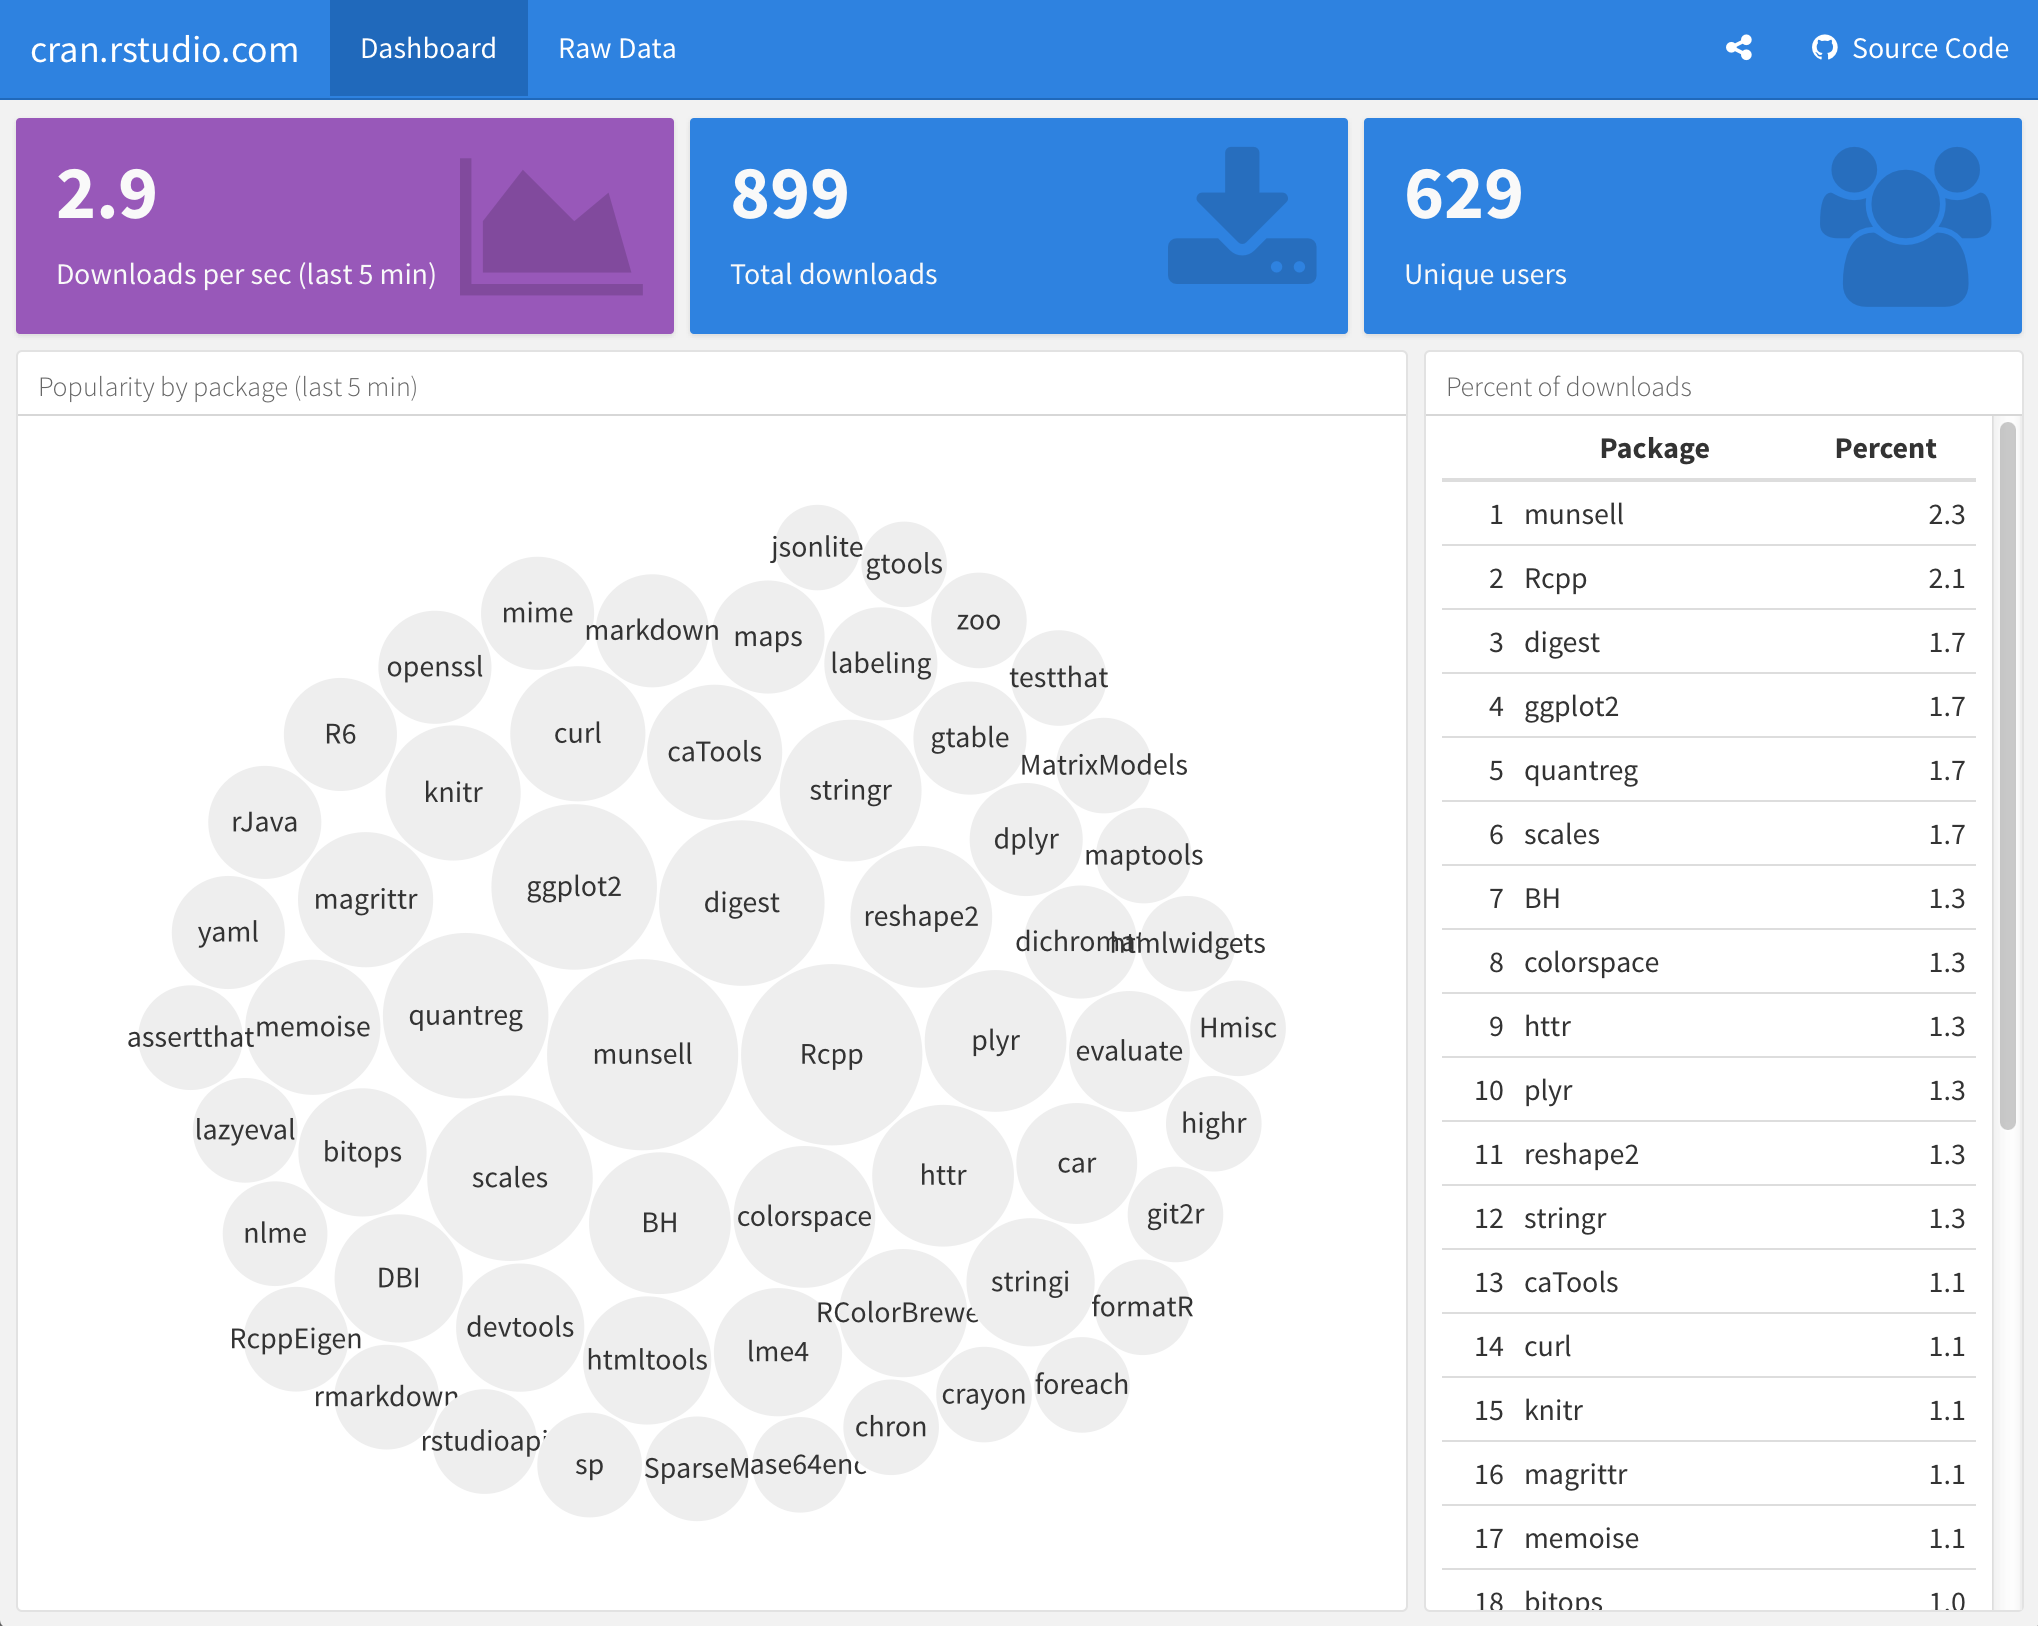 cran.rstudio.com Dashboard Raw Data Source Code
2.9
Downloads per sec (last 5 min)
899
Total downloads
629
Unique users
Popularity by package (last 5 min)
jsonlite
gtools
mime
markdown
maps
zoo
labeling
openssl
testthat
R6
curl
caTools
gtable
MatrixModels
knitr
stringr
rJava
dplyr
maptools
magrittr
ggplot2
digest
reshape2
yaml
htmlwidgets
assertthat
memoise
quantreg
munsell
Rcpp
plyr
evaluate
Hmisc
lazyeval
bitops
scales
httr
car
highr
nlme
BH
colorspace
git2r
DBI
devtools
htmltools
lme4
RColorBrewe
stringi
formatR
RcppEigen
rmarkdown
rstudioapi
sp
SparseM
ase64enc
chron
crayon
foreach
Percent of downloads
Package Percent
1 munsell 2.3
2 Rcpp 2.1
3 digest 1.7
4 ggplot2 1.7
5 quantreg 1.7
6 scales 1.7
7 BH 1.3
8 colorspace 1.3
9 httr 1.3
10 plyr 1.3
11 reshape2 1.3
12 stringr 1.3
13 caTools 1.1
14 curl 1.1
15 knitr 1.1
16 magrittr 1.1
17 memoise 1.1
18 bitops 1.0